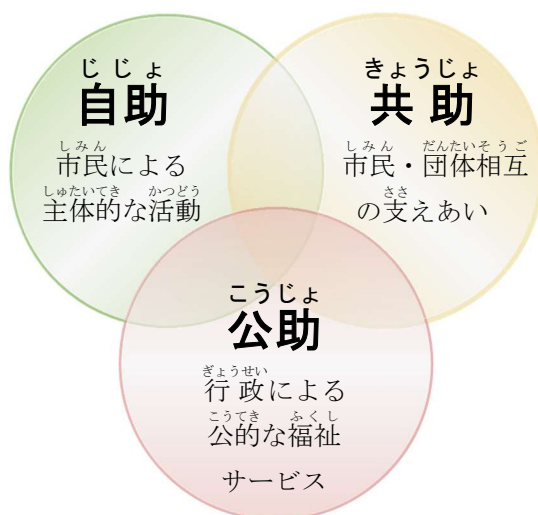 じじょ
自助
しみん
市民による
しゅたいてき かつどう
主体的な活動
きょうじょ
共助
しみん だんたいそうご
市民・団体相互
ささ
の支えあい
こうじょ
公助
ぎょうせい
行政による
こうてき ふくし
公的な福祉
サービス